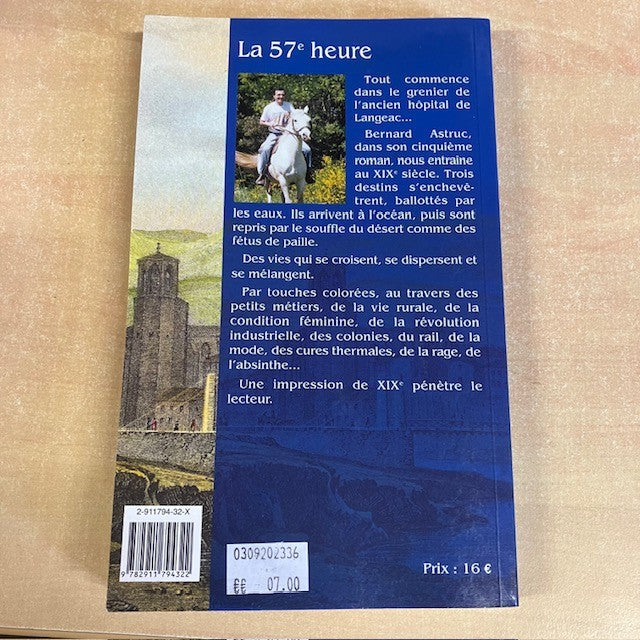 La 57e heure
Tout commence
dans le grenier de
l'ancien hôpital de
Langeac...
Bernard Astruc,
dans son cinquième
roman, nous entraîne
au XIXe siècle. Trois
destins s'enchevê-
trent, ballottés par
les eaux. Ils arrivent à l'océan, puis sont
repris par le souffle du désert comme des
fétus de paille.
Des vies qui se croisent, se dispersent et
se mélangent.
Par touches colorées, au travers des
petits métiers, de la vie rurale, de la
condition féminine, de la révolution
industrielle, des colonies, du rail, de la
mode, des cures thermales, de la rage, de
l'absinthe...
Une impression de XIXe pénètre le
lecteur.
2-911794-32-X
9 782911 794322
0309202336
€€ 07.00
Prix : 16 €